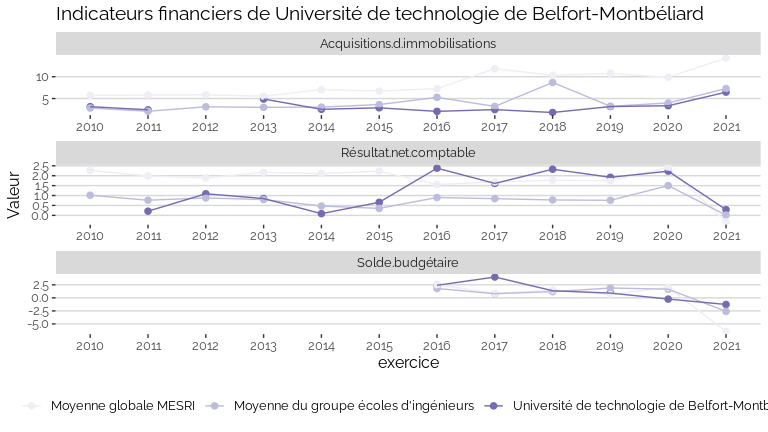 Indicateurs financiers de Université de technologie de Belfort-Montbéliard
Acquisitions.d.immobilisations
10
5
2010 2011 2012 2013 2014 2015 2016 2017 2018 2019 2020 2021
Résultat.net.comptable
2.5
2.0
1.5
1.0
0.5
0.0
2010 2011 2012 2013 2014 2015 2016 2017 2018 2019 2020 2021
Solde.budgétaire
2.5
0.0
−2.5
−5.0
2010 2011 2012 2013 2014 2015 2016 2017 2018 2019 2020 2021
Valeur
exercice
Moyenne globale MESRI Moyenne du groupe écoles d'ingénieurs Université de technologie de Belfort-Montb